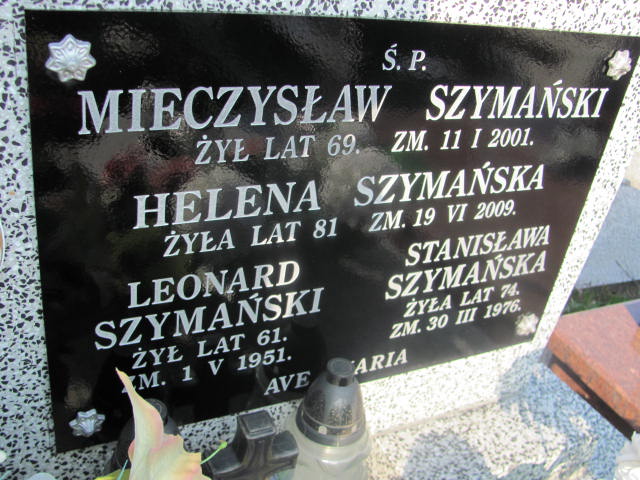 Ś. P.
MIECZYSŁAW SZYMAŃSKI
ŻYŁ LAT 69. ZM. 11 I 2001.
HELENA SZYMAŃSKA
ŻYŁA LAT 81 ZM. 19 VI 2009.
LEONARD
SZYMAŃSKI
ŻYŁ LAT 61.
ZM. 1 V 1951.
STANISŁAWA
SZYMAŃSKA
ŻYŁA LAT 74.
ZM. 30 III 1976.
AVE MARIA